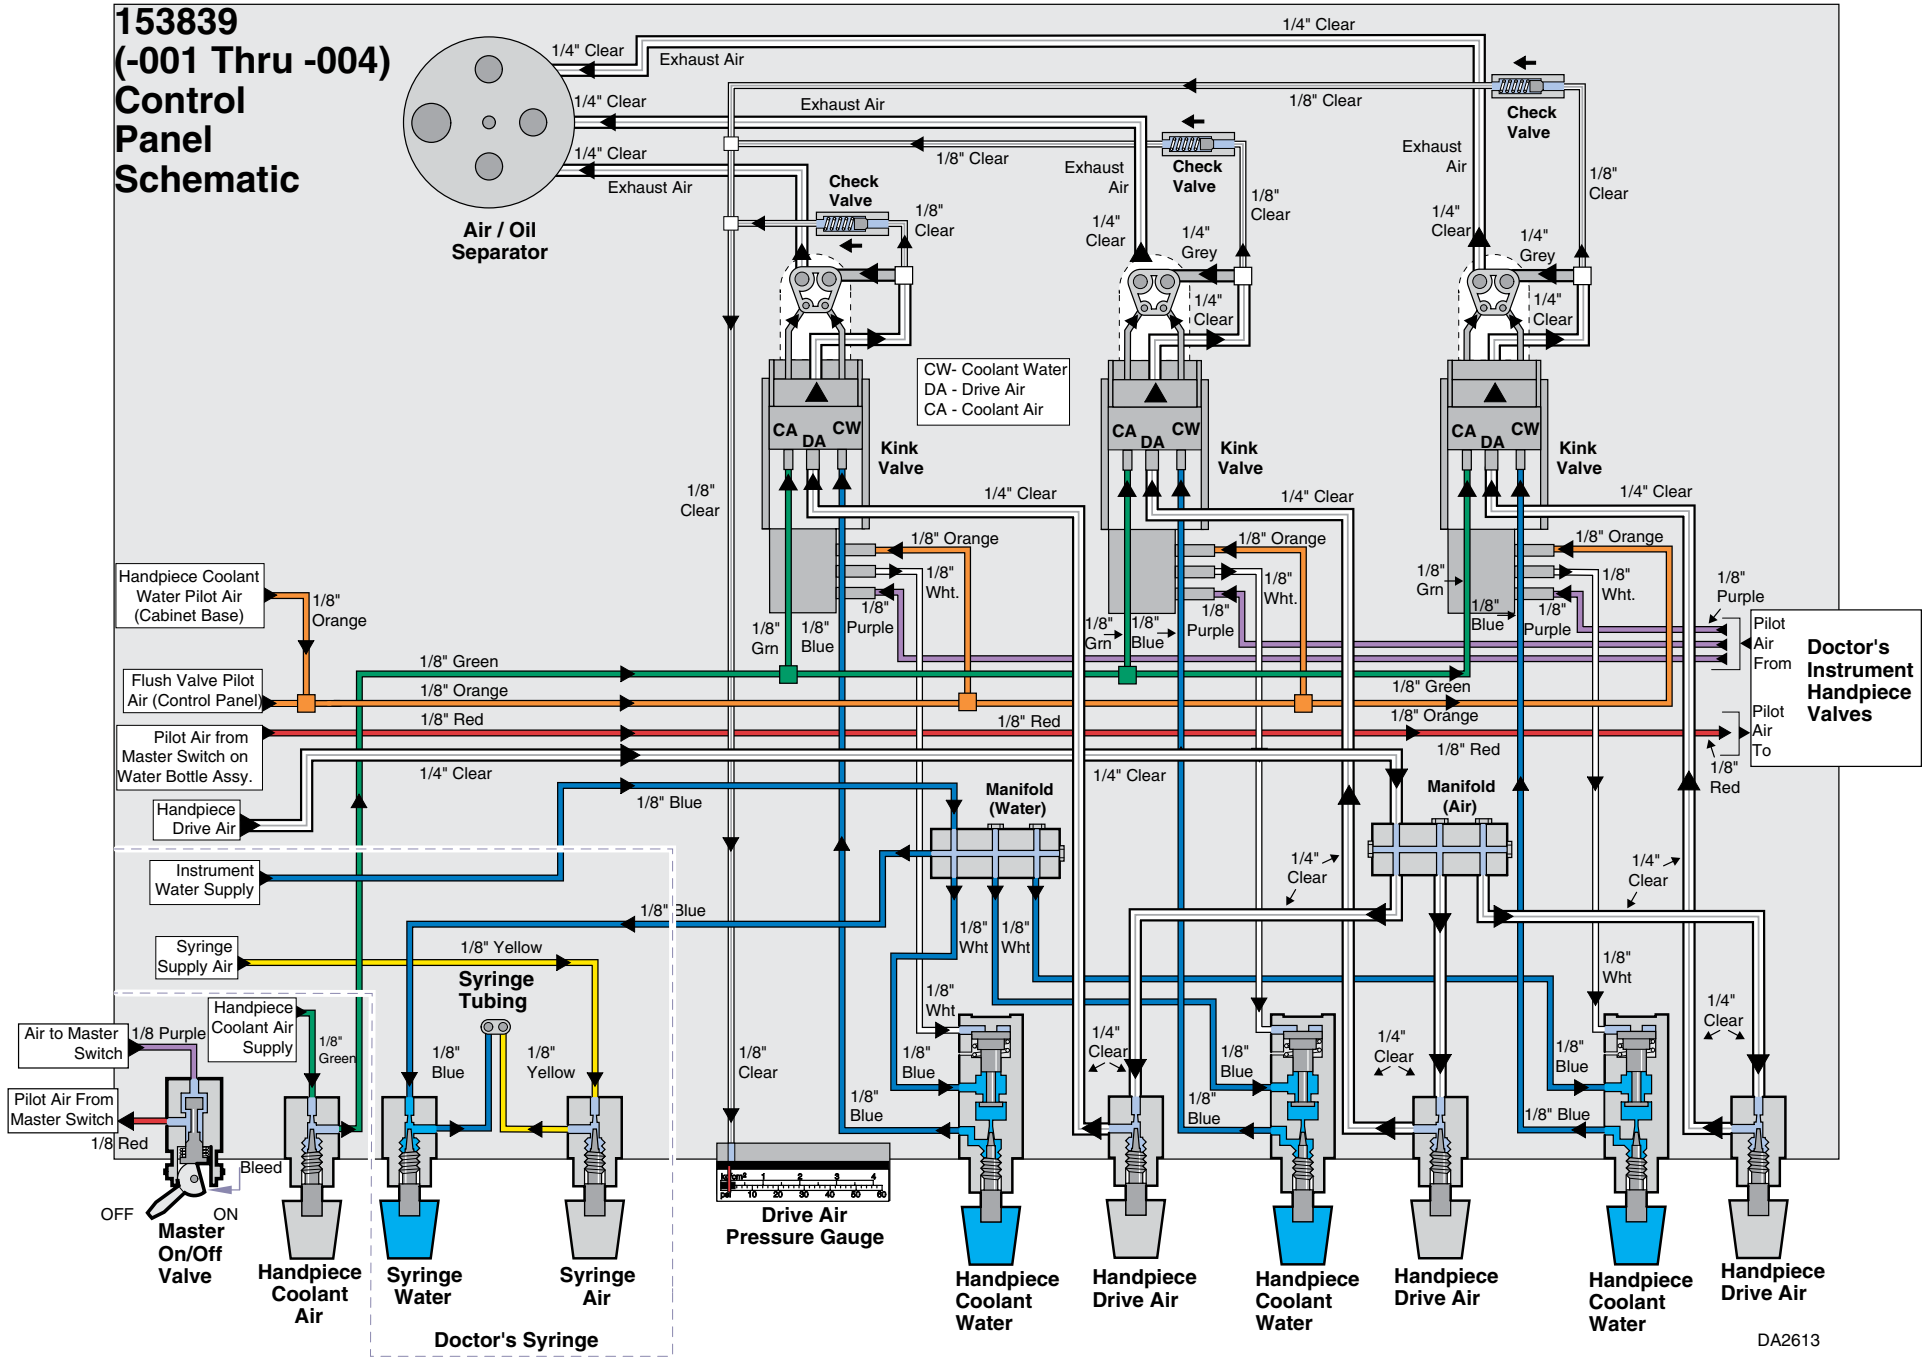 153839
(-001 Thru -004)
Control
Panel
Schematic
1/4" Clear
Exhaust Air
1/4" Clear
1/4" Clear
Exhaust Air
1/8" Clear
1/4" Clear
Exhaust Air
1/8" Clear
Air / Oil
Separator
Check
Valve
1/8"
Clear
Check
Valve
1/8"
Clear
Check
Valve
1/8"
Clear
Exhaust
Air
1/4"
Clear
1/4"
Grey
1/4"
Clear
Exhaust
Air
1/4"
Clear
1/4"
Grey
1/4"
Clear
CW- Coolant Water
DA - Drive Air
CA - Coolant Air
CA
DA
CW
Kink
Valve
CA
DA
CW
Kink
Valve
CA
DA
CW
Kink
Valve
1/8"
Clear
1/4" Clear
1/4" Clear
1/4" Clear
1/8" Orange
1/8"
Wht.
1/8"
Purple
1/8"
Grn
1/8"
Blue
1/8" Orange
1/8"
Wht.
1/8"
Purple
1/8"
Grn
1/8"
Blue
1/8" Orange
1/8"
Wht.
1/8"
Purple
1/8"
Grn
1/8"
Blue
1/8"
Purple
Pilot
Air
From
Doctor's
Instrument
Handpiece
Valves
Pilot
Air
To
1/8"
Red
Handpiece Coolant
Water Pilot Air
(Cabinet Base)
1/8"
Orange
Flush Valve Pilot
Air (Control Panel)
Pilot Air from
Master Switch on
Water Bottle Assy.
Handpiece
Drive Air
Instrument
Water Supply
Syringe
Supply Air
Handpiece
Coolant Air
Supply
Air to Master
Switch
1/8 Purple
Pilot Air From
Master Switch
1/8 Red
1/8" Green
1/8" Orange
1/8" Red
1/4" Clear
1/8" Blue
1/8" Red
1/8" Green
1/8" Orange
1/8" Red
1/4" Clear
Manifold
(Water)
Manifold
(Air)
1/8" Blue
1/8" Yellow
Syringe
Tubing
1/8"
Green
1/8"
Blue
1/8"
Yellow
1/8"
Clear
1/8"
Wht
1/8"
Wht
1/8"
Wht
1/8"
Blue
1/8"
Blue
1/4"
Clear
1/4"
Clear
1/8"
Blue
1/8"
Blue
1/4"
Clear
1/4"
Clear
1/8"
Wht
1/8"
Blue
1/8" Blue
1/4"
Clear
Bleed
OFF
ON
Master
On/Off
Valve
Handpiece
Coolant
Air
Syringe
Water
Syringe
Air
Doctor's Syringe
1 2 3 4
psi 10 20 30 40 50 60
Drive Air
Pressure Gauge
Handpiece
Coolant
Water
Handpiece
Drive Air
Handpiece
Coolant
Water
Handpiece
Drive Air
Handpiece
Coolant
Water
Handpiece
Drive Air
DA2613